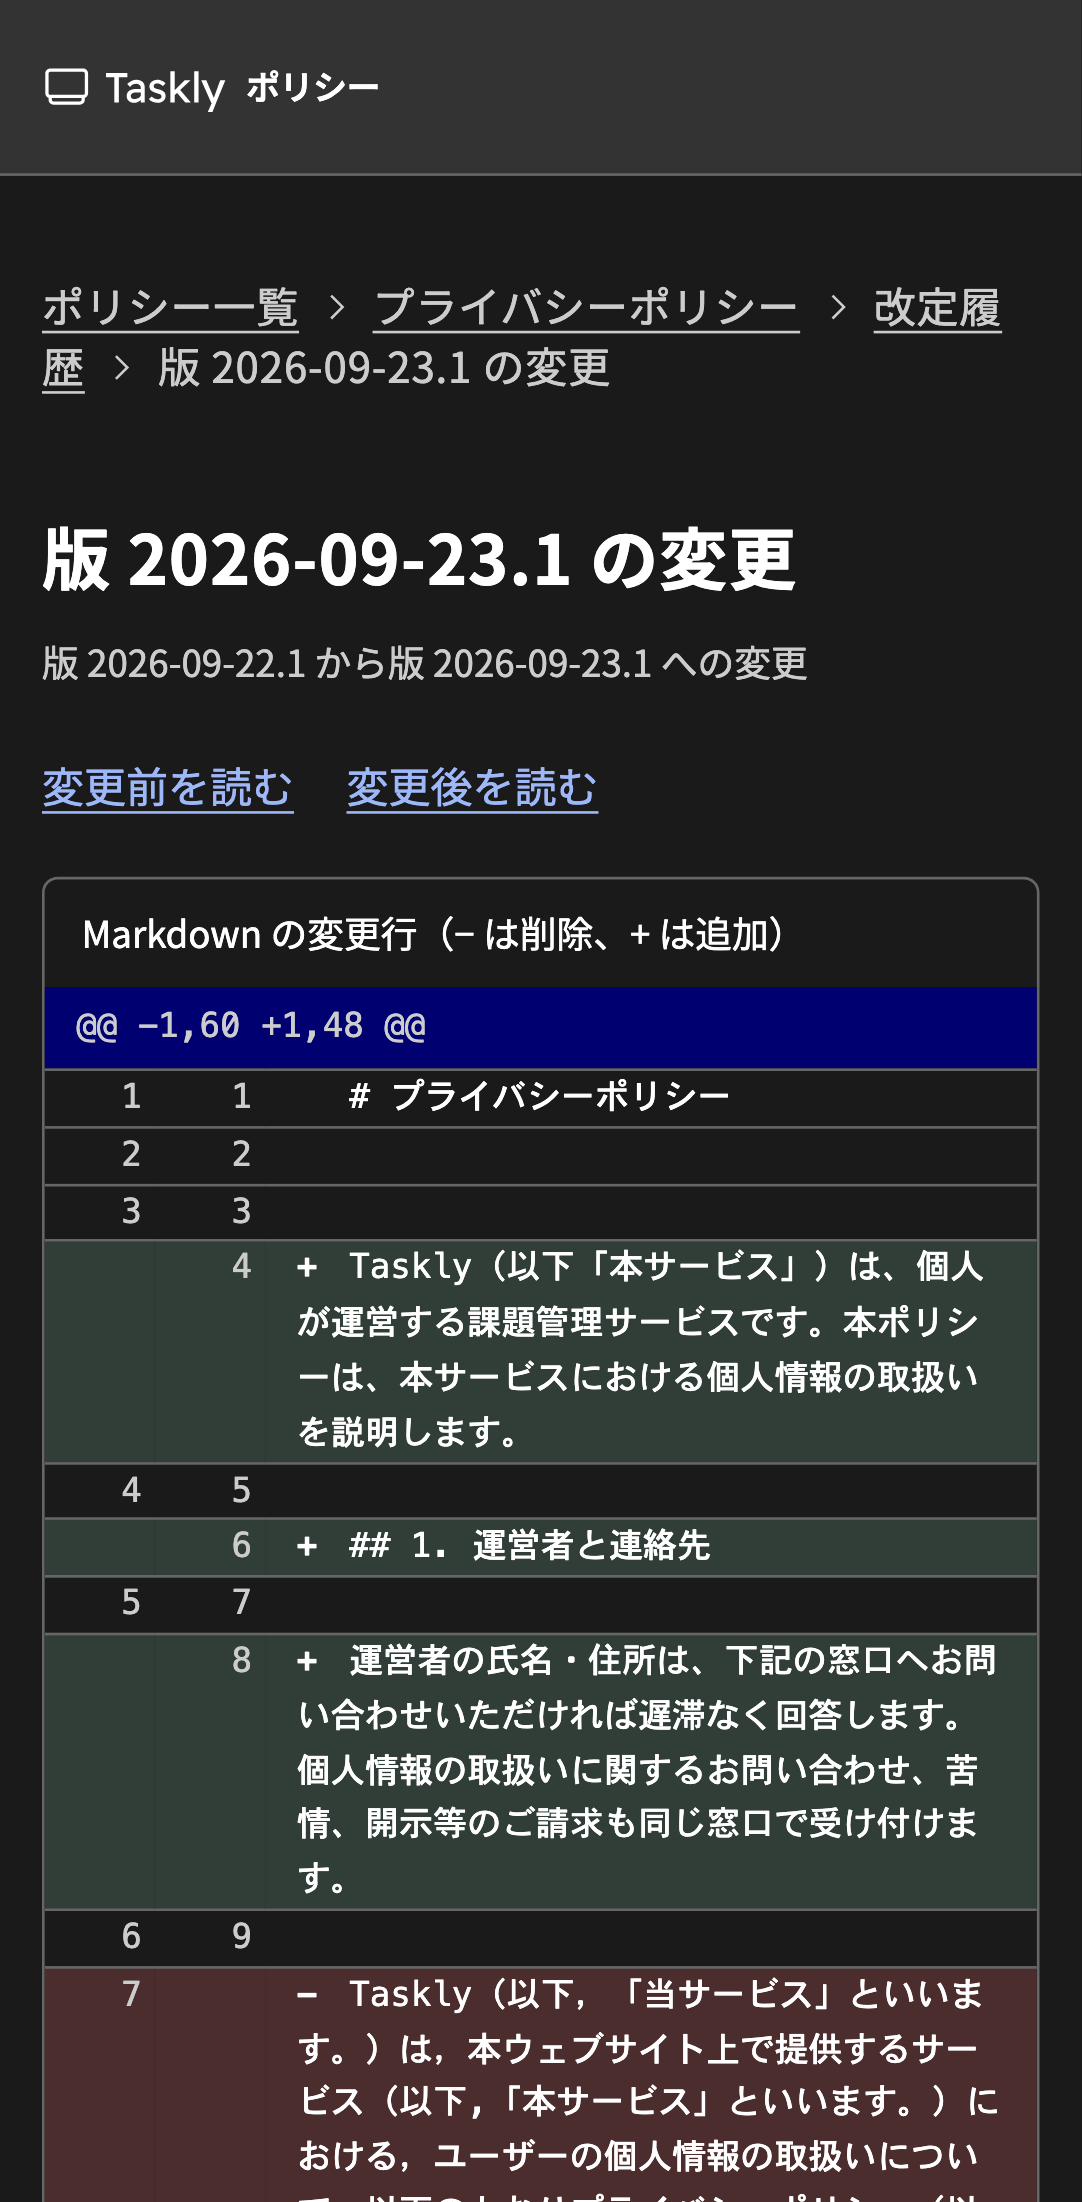 Taskly ポリシー
ポリシー一覧 > プライバシーポリシー > 改定履
歴 > 版 2026-09-23.1 の変更
版 2026-09-23.1 の変更
版 2026-09-22.1 から版 2026-09-23.1 への変更
変更前を読む 変更後を読む
Markdown の変更行（− は削除、+ は追加）
@@ −1,60 +1,48 @@
1 1 # プライバシーポリシー
2 2
3 3
4 + Taskly（以下「本サービス」）は、個人
が運営する課題管理サービスです。本ポリシ
ーは、本サービスにおける個人情報の取扱い
を説明します。
4 5
6 + ## 1. 運営者と連絡先
5 7
8 + 運営者の氏名・住所は、下記の窓口へお問
い合わせいただければ遅滞なく回答します。
個人情報の取扱いに関するお問い合わせ、苦
情、開示等のご請求も同じ窓口で受け付けま
す。
6 9
7 − Taskly（以下，「当サービス」といいま
す。）は，本ウェブサイト上で提供するサー
ビス（以下,「本サービス」といいます。）に
おける，ユーザーの個人情報の取扱いについ